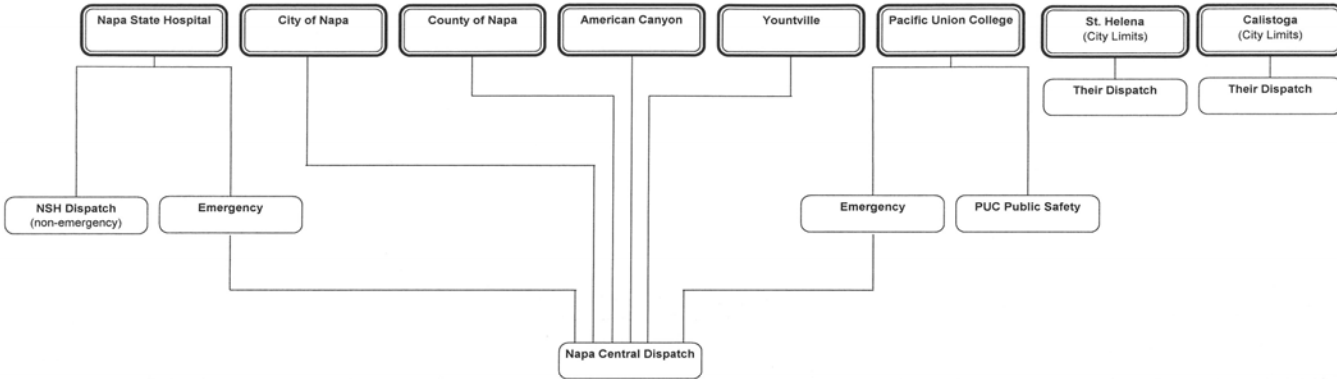 Napa State Hospital
City of Napa
County of Napa
American Canyon
Yountville
Pacific Union College
St. Helena
(City Limits)
Calistoga
(City Limits)
Their Dispatch
Their Dispatch
NSH Dispatch
(non-emergency)
Emergency
Emergency
PUC Public Safety
Napa Central Dispatch